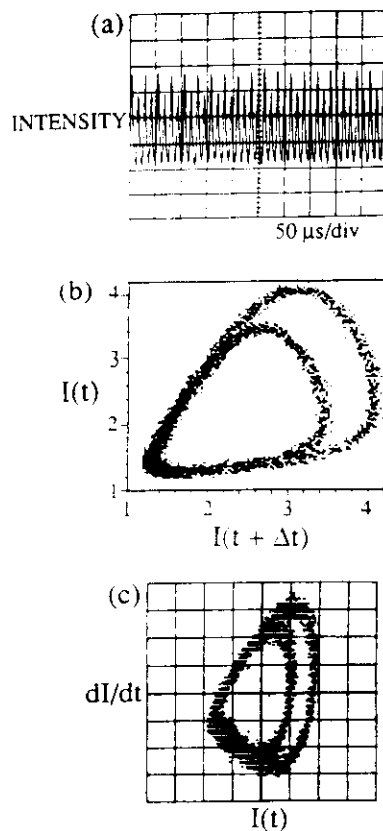 (a)
INTENSITY
50 μs/div
(b)
4
3
I(t)
2
1
1 2 3 4
I(t + Δt)
(c)
dI/dt
I(t)